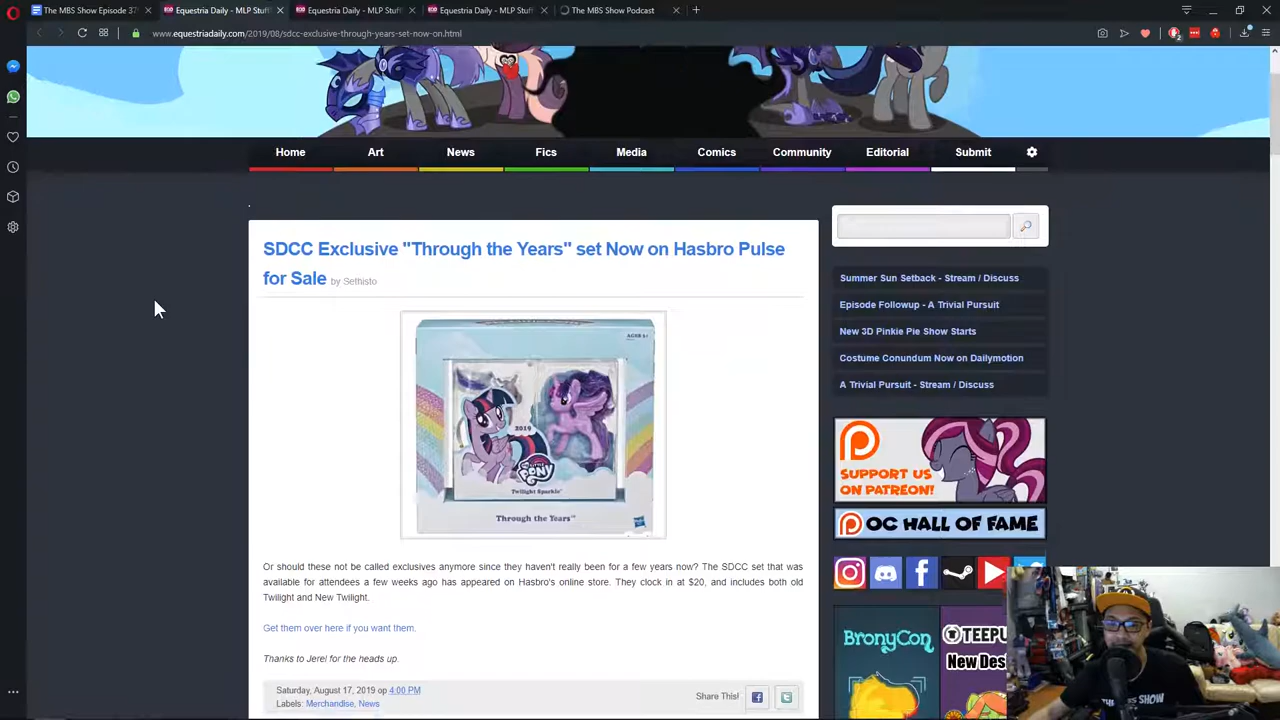 The MBS Show Episode 37
Equestria Daily - MLP Stuff
Equestria Daily - MLP Stuff
Equestria Daily - MLP Stuff
The MBS Show Podcast
www.equestriadaily.com/2019/08/sdcc-exclusive-through-years-set-now-on.html
Home
Art
News
Fics
Media
Comics
Community
Editorial
Submit
SDCC Exclusive "Through the Years" set Now on Hasbro Pulse
for Sale by Sethisto
2019
Pony
Twilight Sparkle
Through the Years™
Or should these not be called exclusives anymore since they haven't really been for a few years now? The SDCC set that was
available for attendees a few weeks ago has appeared on Hasbro's online store. They clock in at $20, and includes both old
Twilight and New Twilight.
Get them over here if you want them.
Thanks to Jerel for the heads up.
Saturday, August 17, 2019 op 4:00 PM
Labels: Merchandise, News
Share This!
Summer Sun Setback - Stream / Discuss
Episode Followup - A Trivial Pursuit
New 3D Pinkie Pie Show Starts
Costume Conundum Now on Dailymotion
A Trivial Pursuit - Stream / Discuss
SUPPORT US
ON PATREON!
OC HALL OF FAME
BRONYCON
TEEPU
New Des
SHOW